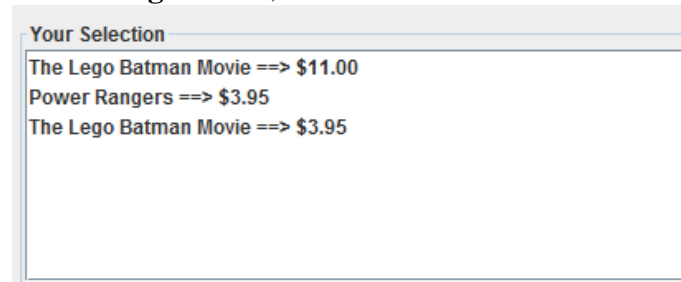 Your Selection
The Lego Batman Movie ==> $11.00
Power Rangers ==> $3.95
The Lego Batman Movie ==> $3.95